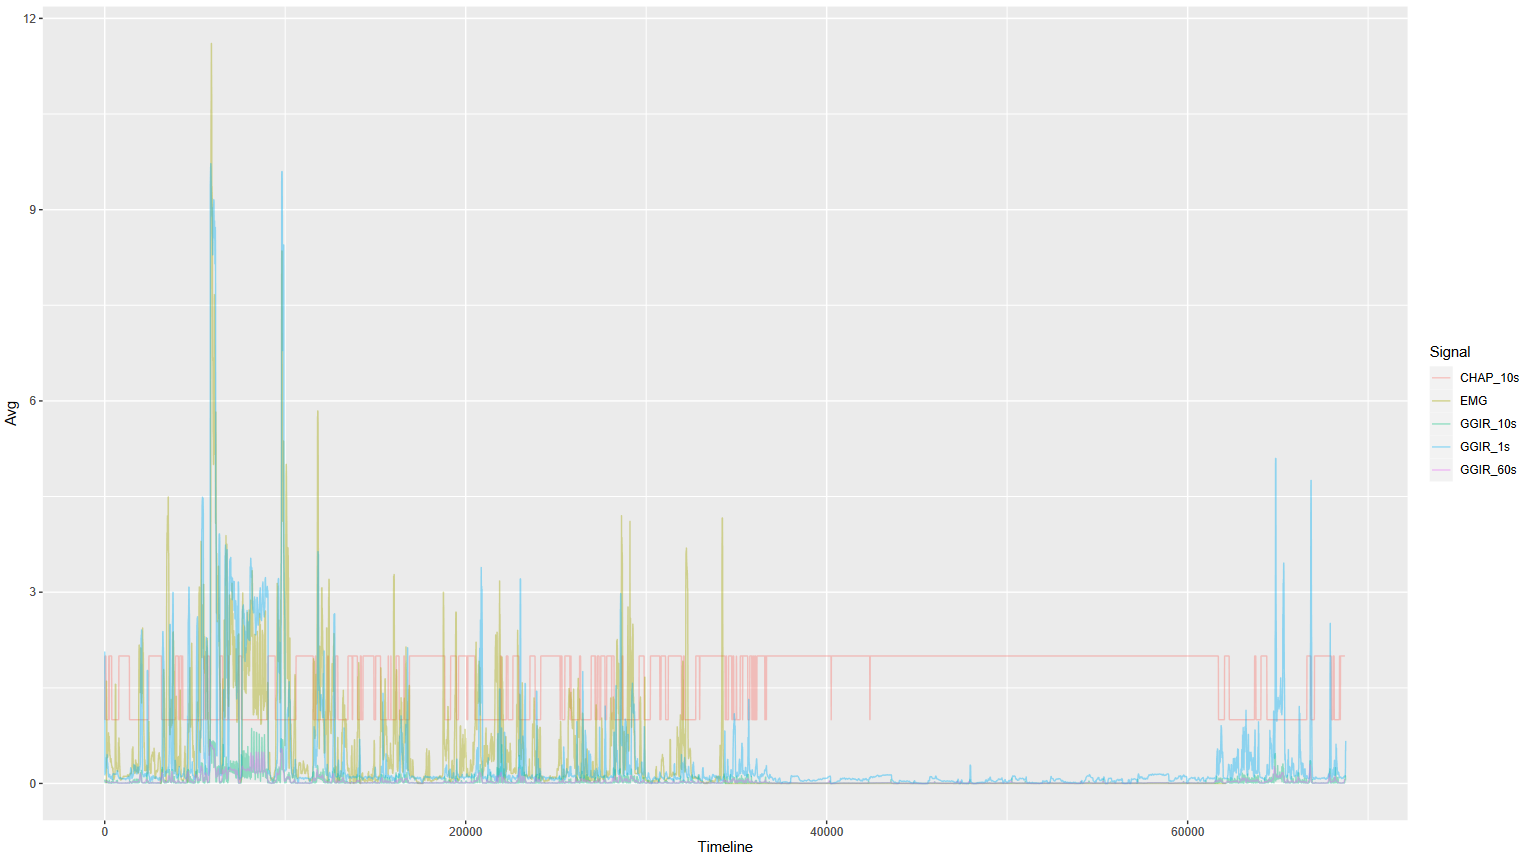 12
9
6
3
0
Avg
0
20000
40000
60000
Timeline
Signal
CHAP_10s
EMG
GGIR_10s
GGIR_1s
GGIR_60s